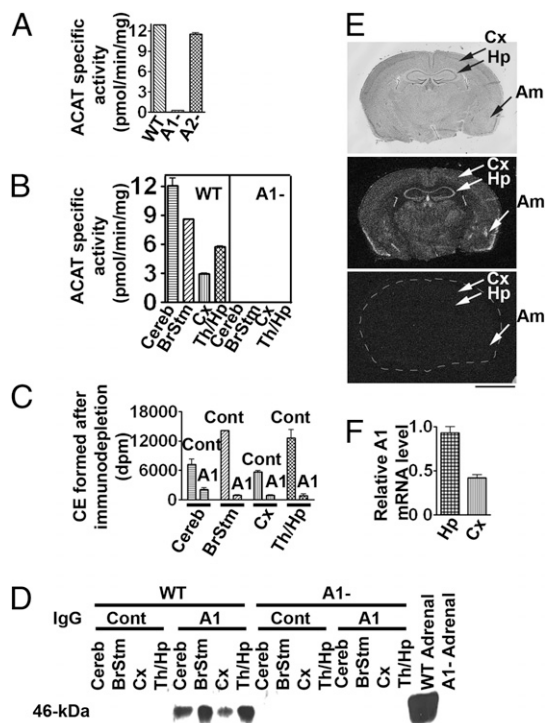 A
ACAT specific
activity
(pmol/min/mg)
12
9
6
3
0
WT
A1-
A2-
B
ACAT specific
activity
(pmol/min/mg)
12
9
6
3
0
WT
A1-
Cereb
BrStm
Cx
Th/Hp
Cereb
BrStm
Cx
Th/Hp
C
CE formed after
immunodepletion
(dpm)
18000
12000
6000
0
Cont
A1
Cont
A1
Cont
A1
Cont
A1
Cereb
BrStm
Cx
Th/Hp
D
WT
A1-
IgG
Cont
A1
Cont
A1
Cereb
BrStm
Cx
Th/Hp
Cereb
BrStm
Cx
Th/Hp
Cereb
BrStm
Cx
Th/Hp
Cereb
BrStm
Cx
Th/Hp
WT Adrenal
A1- Adrenal
46-kDa
E
Cx
Hp
Am
Cx
Hp
Am
Cx
Hp
Am
F
Relative A1
mRNA level
1.0
0.5
0
Hp
Cx